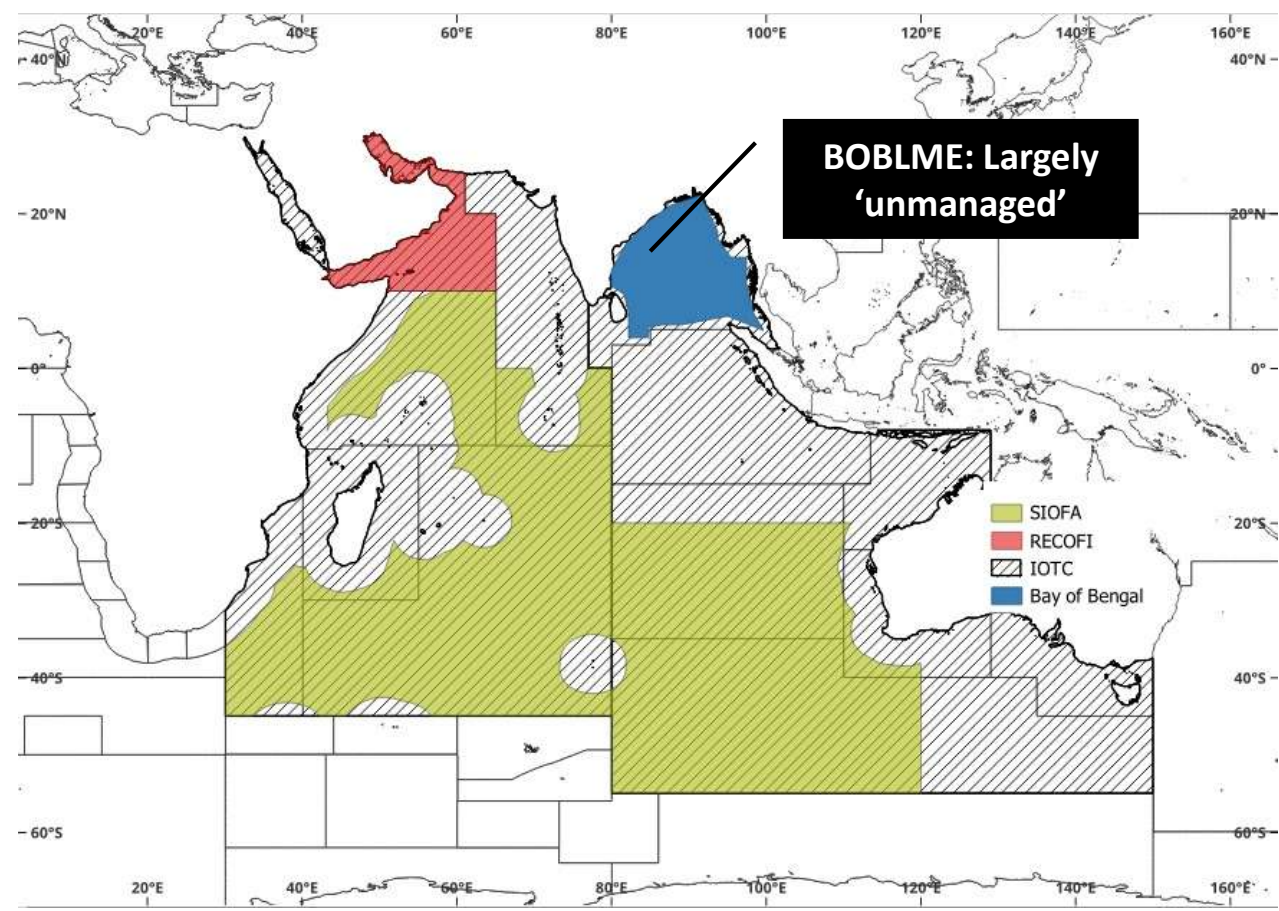 20°E 40°E 60°E 80°E 100°E 120°E 140°E 160°E
40°N 40°N
BOBLME: Largely
‘unmanaged’
20°N 20°N
0° 0°
SIOFA
20°S 20°S
RECOFI
IOTC
Bay of Bengal
40°S 40°S
60°S 60°S
20°E 40°E 60°E 80°E 100°E 120°E 140°E 160°E